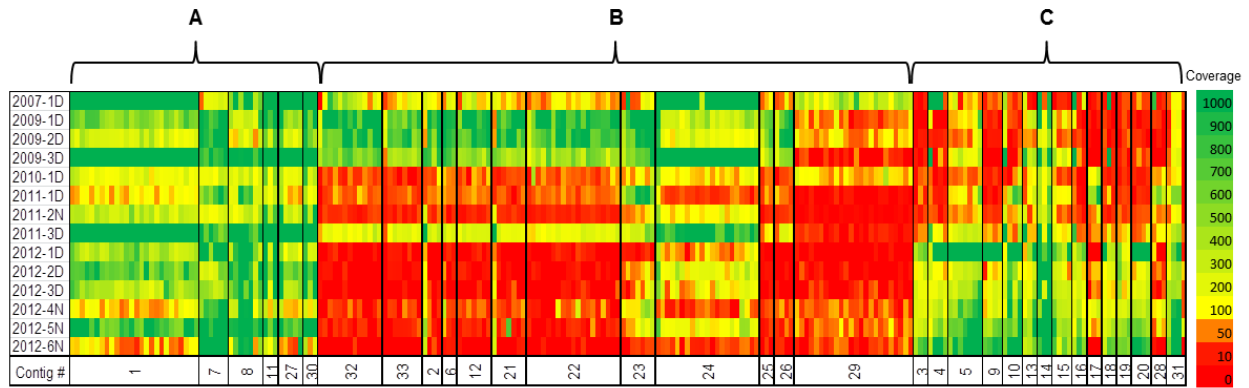 A B C
Coverage
2007-1D
2009-1D
2009-2D
2009-3D
2010-1D
2011-1D
2011-2N
2011-3D
2012-1D
2012-2D
2012-3D
2012-4N
2012-5N
2012-6N
1000
900
800
700
600
500
400
300
200
100
50
10
0
Contig # 1 7 8 11 27 30 32 33 2 6 12 21 22 23 24 25 26 29 3 4 5 9 10 13 14 15 16 17 18 19 20 28 31